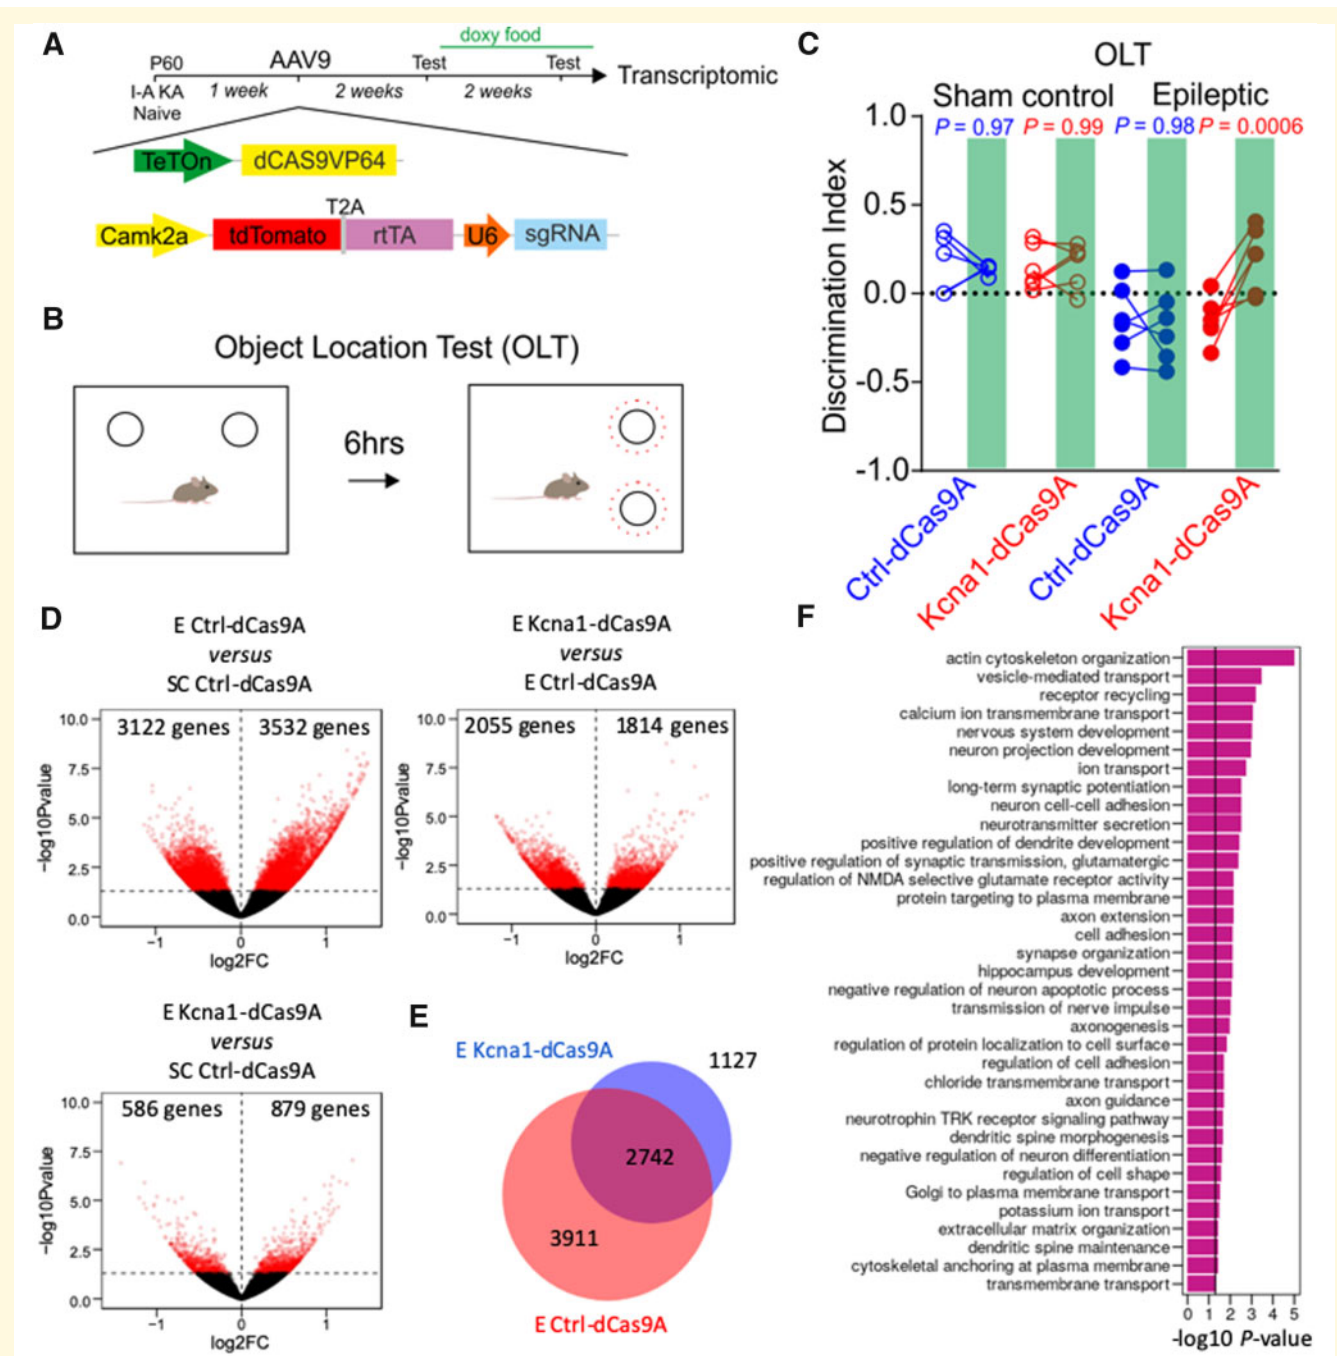 A
doxy food
P60
AAV9
Test
Test
Transcriptomic
I-A KA
1 week
2 weeks
2 weeks
Naive
TeTOn
dCAS9VP64
T2A
Camk2a
tdTomato
rtTA
U6
sgRNA
B
Object Location Test (OLT)
6hrs
C
OLT
Sham control
Epileptic
P = 0.97
P = 0.99
P = 0.98
P = 0.0006
Discrimination Index
1.0
0.5
0.0
-0.5
-1.0
Ctrl-dCas9A
Kcna1-dCas9A
Ctrl-dCas9A
Kcna1-dCas9A
D
E Ctrl-dCas9A
versus
SC Ctrl-dCas9A
3122 genes
3532 genes
−log10Pvalue
10.0
7.5
5.0
2.5
0.0
−1
0
1
log2FC
E Kcna1-dCas9A
versus
E Ctrl-dCas9A
2055 genes
1814 genes
−log10Pvalue
10.0
7.5
5.0
2.5
0.0
−1
0
1
log2FC
E Kcna1-dCas9A
versus
SC Ctrl-dCas9A
586 genes
879 genes
−log10Pvalue
10.0
7.5
5.0
2.5
0.0
−1
0
1
log2FC
E
E Kcna1-dCas9A
1127
2742
3911
E Ctrl-dCas9A
F
actin cytoskeleton organization
vesicle-mediated transport
receptor recycling
calcium ion transmembrane transport
nervous system development
neuron projection development
ion transport
long-term synaptic potentiation
neuron cell-cell adhesion
neurotransmitter secretion
positive regulation of dendrite development
positive regulation of synaptic transmission, glutamatergic
regulation of NMDA selective glutamate receptor activity
protein targeting to plasma membrane
axon extension
cell adhesion
synapse organization
hippocampus development
negative regulation of neuron apoptotic process
transmission of nerve impulse
axonogenesis
regulation of protein localization to cell surface
regulation of cell adhesion
chloride transmembrane transport
axon guidance
neurotrophin TRK receptor signaling pathway
dendritic spine morphogenesis
negative regulation of neuron differentiation
regulation of cell shape
Golgi to plasma membrane transport
potassium ion transport
extracellular matrix organization
dendritic spine maintenance
cytoskeletal anchoring at plasma membrane
transmembrane transport
0 1 2 3 4 5
-log10 P-value